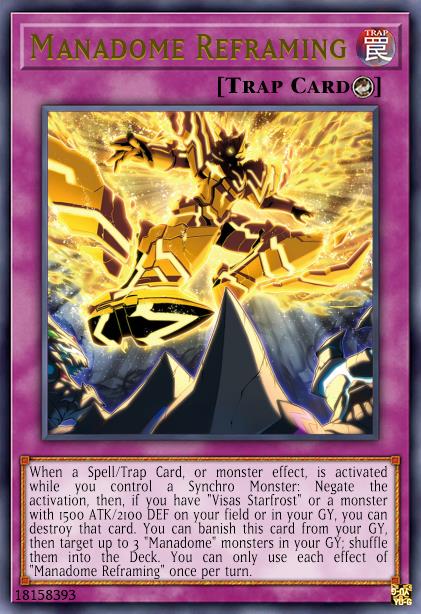 MANADOME REFRAMING
TRAP
罠
[TRAP CARD]
When a Spell/Trap Card, or monster effect, is activated
while you control a Synchro Monster: Negate the
activation, then, if you have "Visas Starfrost" or a monster
with 1500 ATK/2100 DEF on your field or in your GY, you can
destroy that card. You can banish this card from your GY,
then target up to 3 "Manadome" monsters in your GY; shuffle
them into the Deck. You can only use each effect of
"Manadome Reframing" once per turn.
18158393